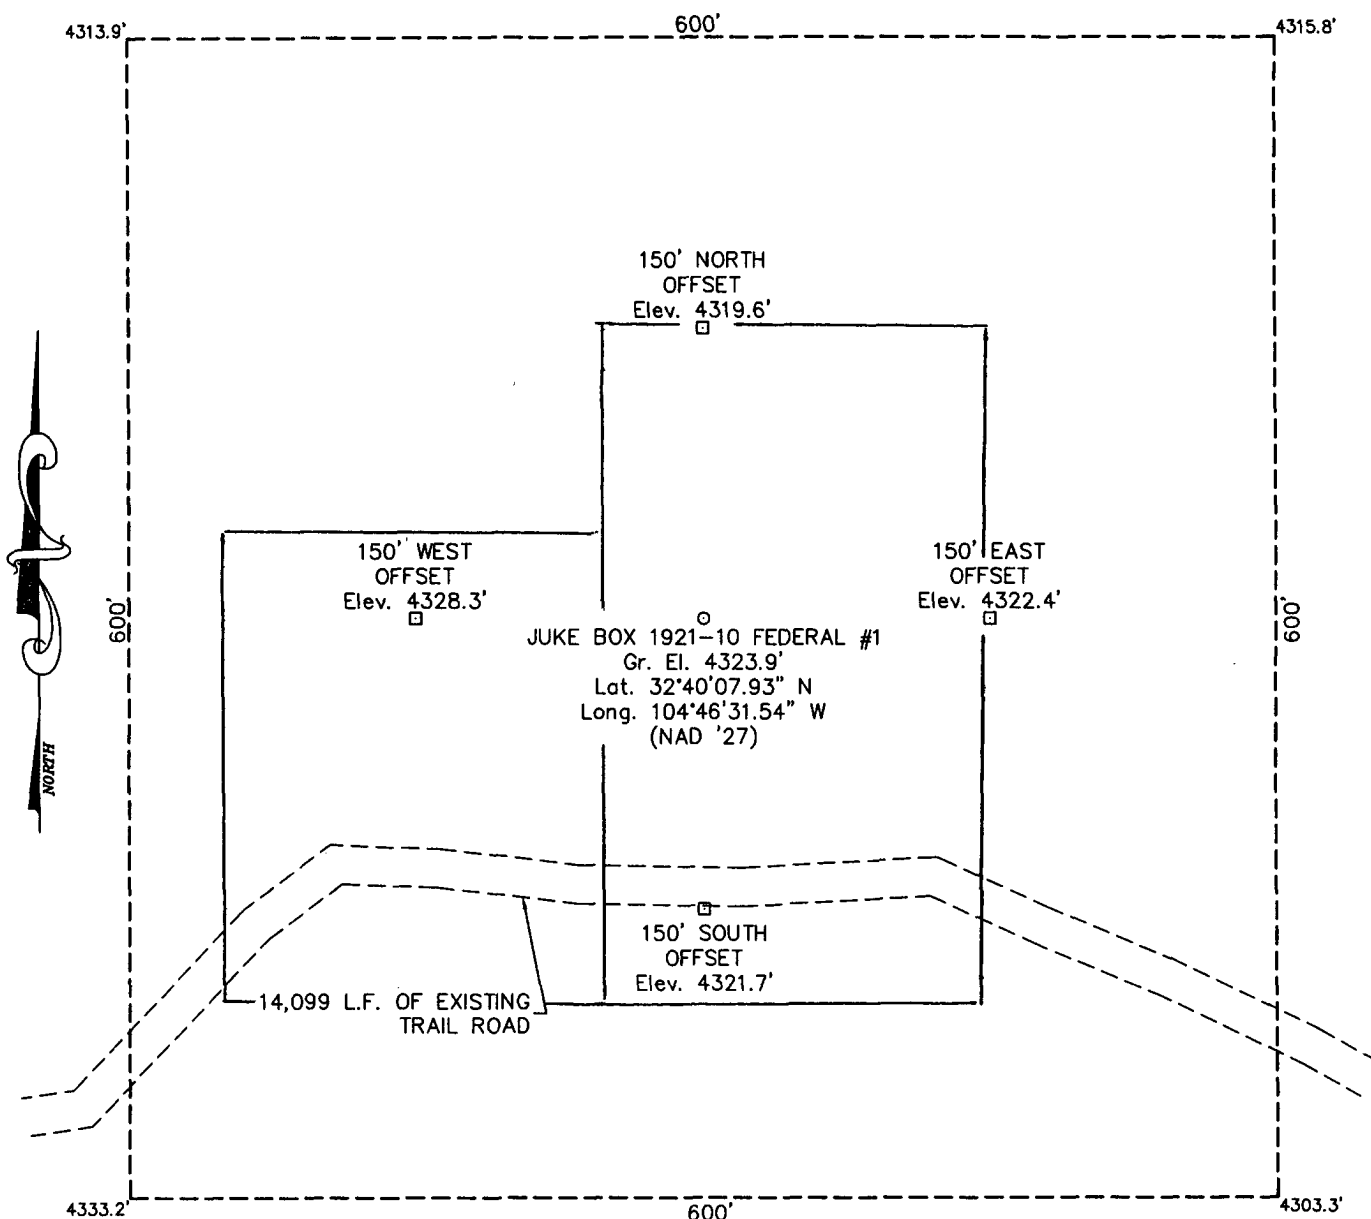 600'
4313.9'
4315.8'
150' NORTH
OFFSET
Elev. 4319.6'
150' WEST
OFFSET
Elev. 4328.3'
150' EAST
OFFSET
Elev. 4322.4'
600'
600'
JUKE BOX 1921-10 FEDERAL #1
Gr. El. 4323.9'
Lat. 32°40'07.93" N
Long. 104°46'31.54" W
(NAD '27)
NORTH
150' SOUTH
OFFSET
Elev. 4321.7'
14,099 L.F. OF EXISTING
TRAIL ROAD
4333.2'
600'
4303.3'